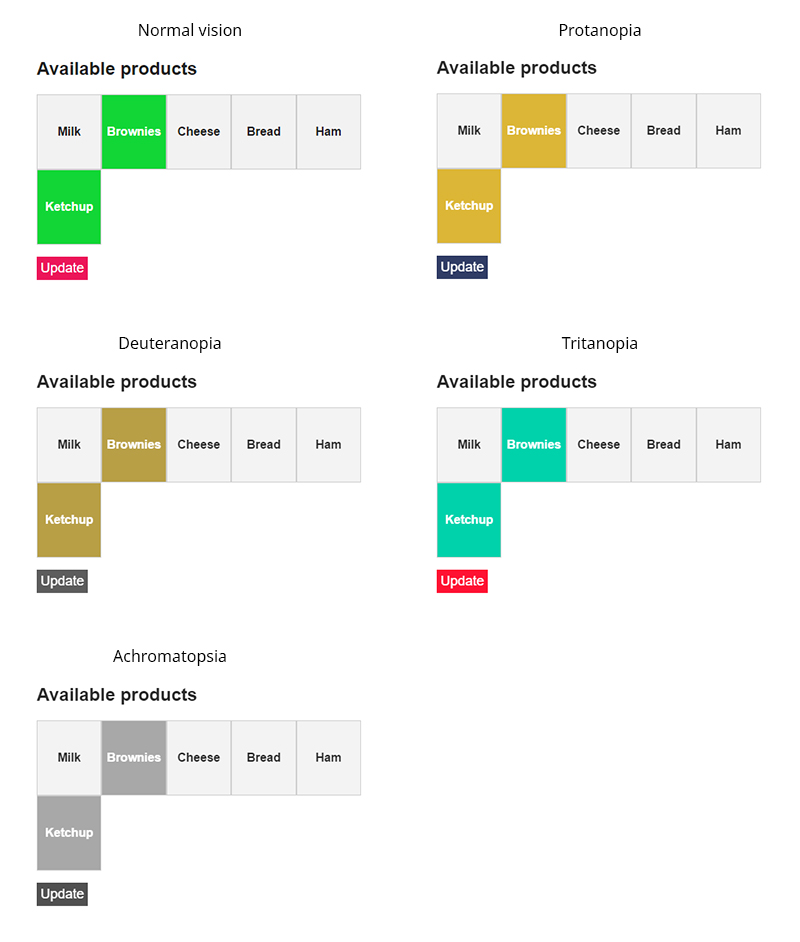 Normal vision
Available products
Milk Brownies Cheese Bread Ham
Ketchup
Update
Protanopia
Available products
Milk Brownies Cheese Bread Ham
Ketchup
Update
Deuteranopia
Available products
Milk Brownies Cheese Bread Ham
Ketchup
Update
Tritanopia
Available products
Milk Brownies Cheese Bread Ham
Ketchup
Update
Achromatopsia
Available products
Milk Brownies Cheese Bread Ham
Ketchup
Update